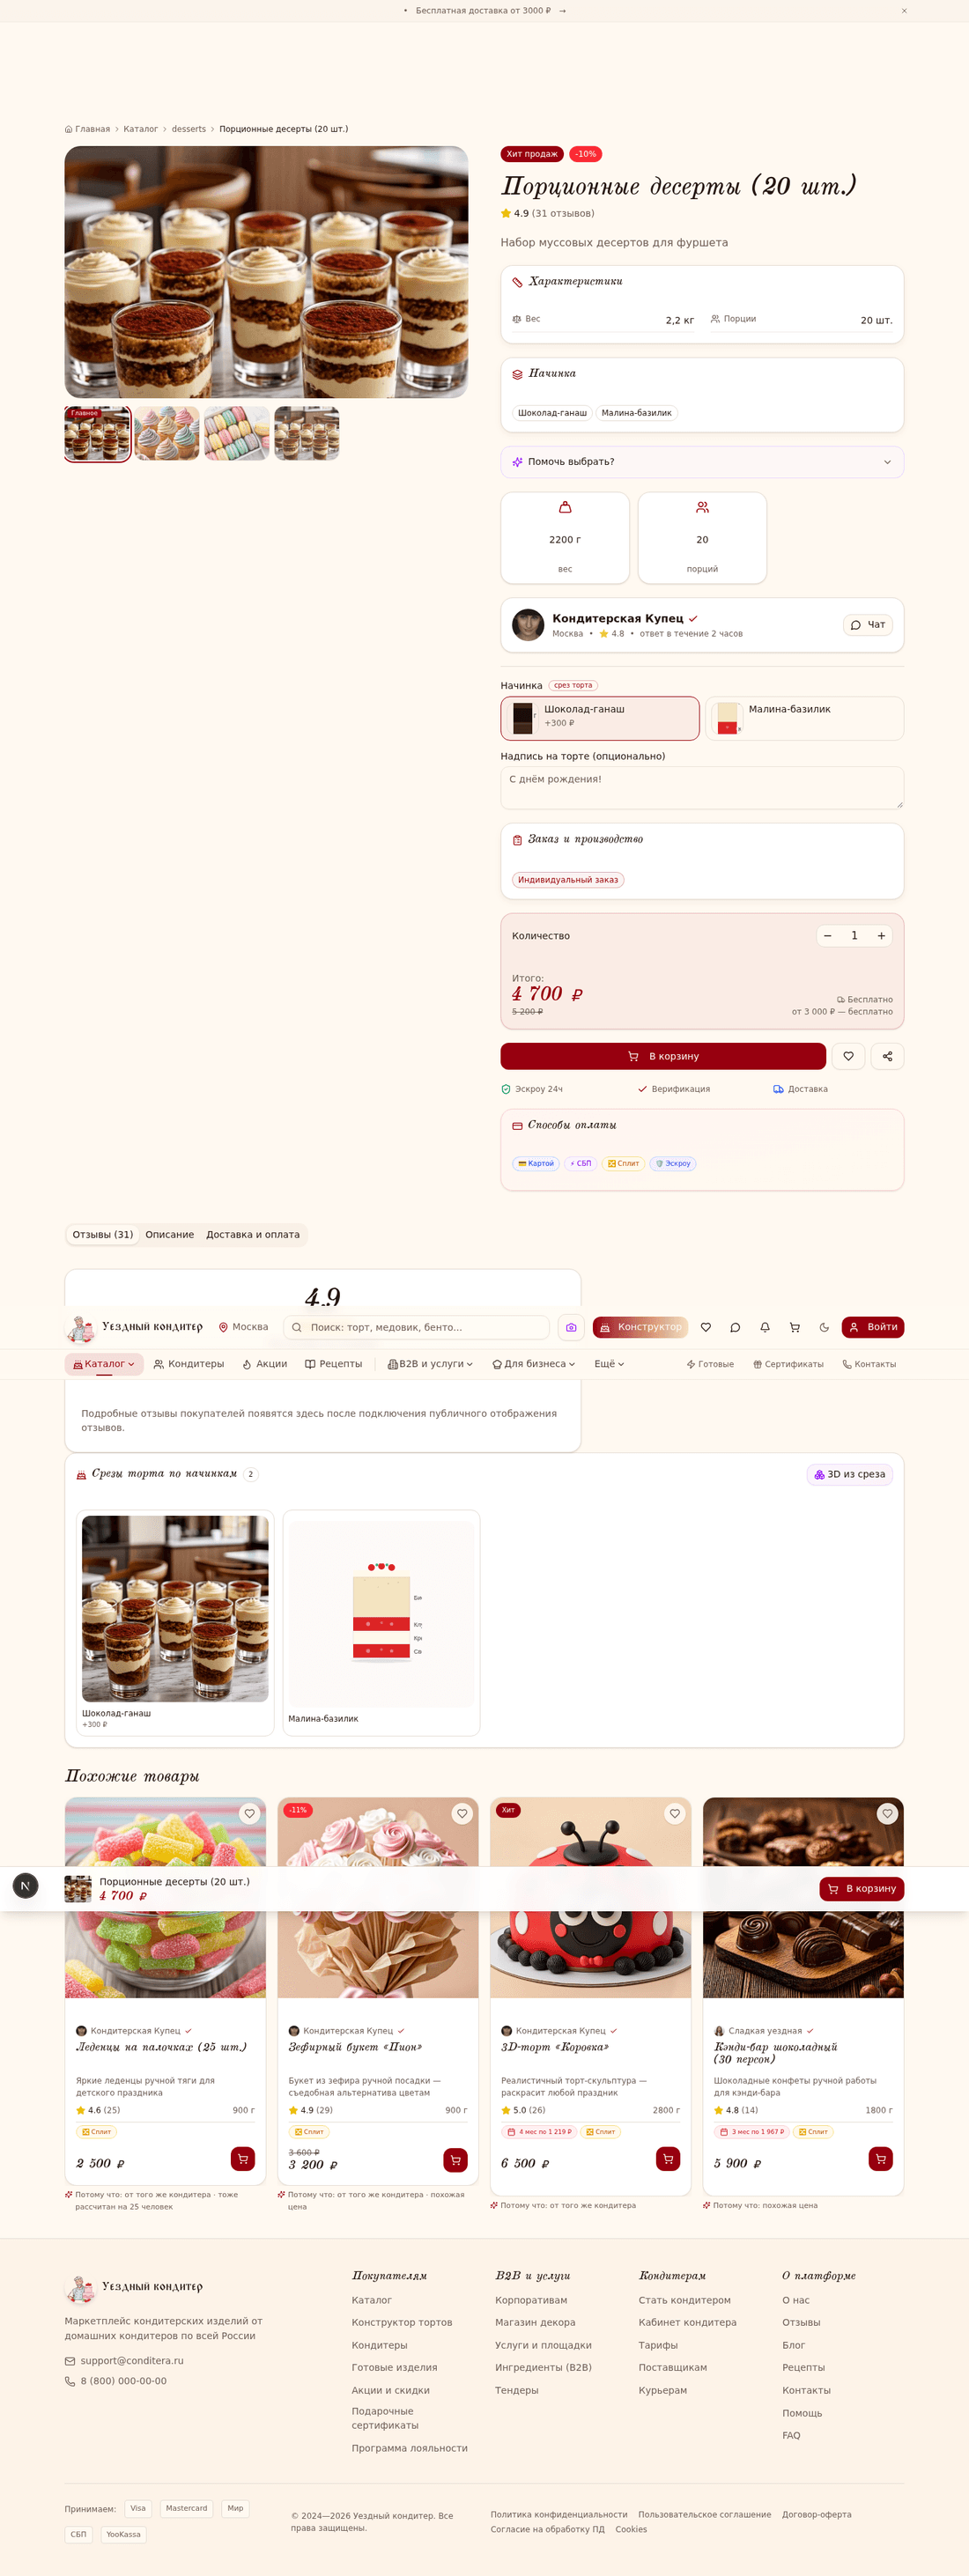 • Бесплатная доставка от 3000 ₽ →
Главная > Каталог > desserts > Порционные десерты (20 шт.)
Хит продаж -10%
Порционные десерты (20 шт.)
4.9 (31 отзывов)
Набор муссовых десертов для фуршета
Характеристики
Вес 2,2 кг Порции 20 шт.
Начинка
Шоколад-ганаш Малина-базилик
Главное
Помочь выбрать?
2200 г
вес
20
порций
Кондитерская Купец
Москва • 4.8 • ответ в течение 2 часов
Чат
Начинка срез торта
Шоколад-ганаш
+300 ₽
Малина-базилик
Надпись на торте (опционально)
С днём рождения!
Заказ и производство
Индивидуальный заказ
Количество − 1 +
Итого:
4 700 ₽
5 200 ₽
Бесплатно
от 3 000 ₽ — бесплатно
В корзину
Эскроу 24ч Верификация Доставка
Способы оплаты
Картой СБП Сплит Эскроу
Отзывы (31) Описание Доставка и оплата
4.9
Уездный кондитер Москва Поиск: торт, медовик, бенто... Конструктор Войти
Каталог Кондитеры Акции Рецепты B2B и услуги Для бизнеса Ещё Готовые Сертификаты Контакты
Подробные отзывы покупателей появятся здесь после подключения публичного отображения
отзывов.
Срезы торта по начинкам 2
3D из среза
Шоколад-ганаш
+300 ₽
Малина-базилик
Похожие товары
-11%
Хит
N
Порционные десерты (20 шт.)
4 700 ₽
В корзину
Кондитерская Купец
Леденцы на палочках (25 шт.)
Яркие леденцы ручной тяги для
детского праздника
4.6 (25) 900 г
Сплит
2 500 ₽
Потому что: от того же кондитера · тоже
рассчитан на 25 человек
Кондитерская Купец
Зефирный букет «Пион»
Букет из зефира ручной посадки —
съедобная альтернатива цветам
4.9 (29) 900 г
Сплит
3 600 ₽
3 200 ₽
Потому что: от того же кондитера · похожая
цена
Кондитерская Купец
3D-торт «Коровка»
Реалистичный торт-скульптура —
раскрасит любой праздник
5.0 (26) 2800 г
4 мес по 1 219 ₽ Сплит
6 500 ₽
Потому что: от того же кондитера
Сладкая уездная
Кэнди-бар шоколадный
(30 персон)
Шоколадные конфеты ручной работы
для кэнди-бара
4.8 (14) 1800 г
3 мес по 1 967 ₽ Сплит
5 900 ₽
Потому что: похожая цена
Уездный кондитер
Маркетплейс кондитерских изделий от
домашних кондитеров по всей России
support@conditera.ru
8 (800) 000-00-00
Покупателям
Каталог
Конструктор тортов
Кондитеры
Готовые изделия
Акции и скидки
Подарочные
сертификаты
Программа лояльности
B2B и услуги
Корпоративам
Магазин декора
Услуги и площадки
Ингредиенты (B2B)
Тендеры
Кондитерам
Стать кондитером
Кабинет кондитера
Тарифы
Поставщикам
Курьерам
О платформе
О нас
Отзывы
Блог
Рецепты
Контакты
Помощь
FAQ
Принимаем: Visa Mastercard Мир
СБП YooKassa
© 2024—2026 Уездный кондитер. Все
права защищены.
Политика конфиденциальности Пользовательское соглашение Договор-оферта
Согласие на обработку ПД Cookies